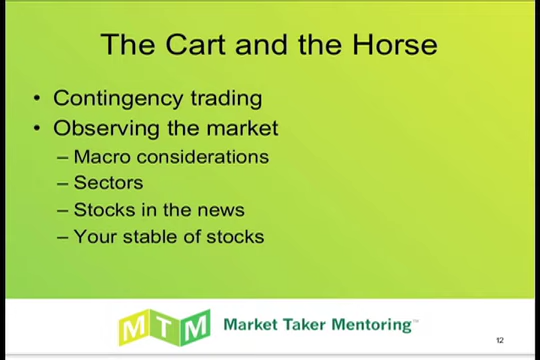 The Cart and the Horse
• Contingency trading
• Observing the market
– Macro considerations
– Sectors
– Stocks in the news
– Your stable of stocks
MTM Market Taker Mentoring™
12